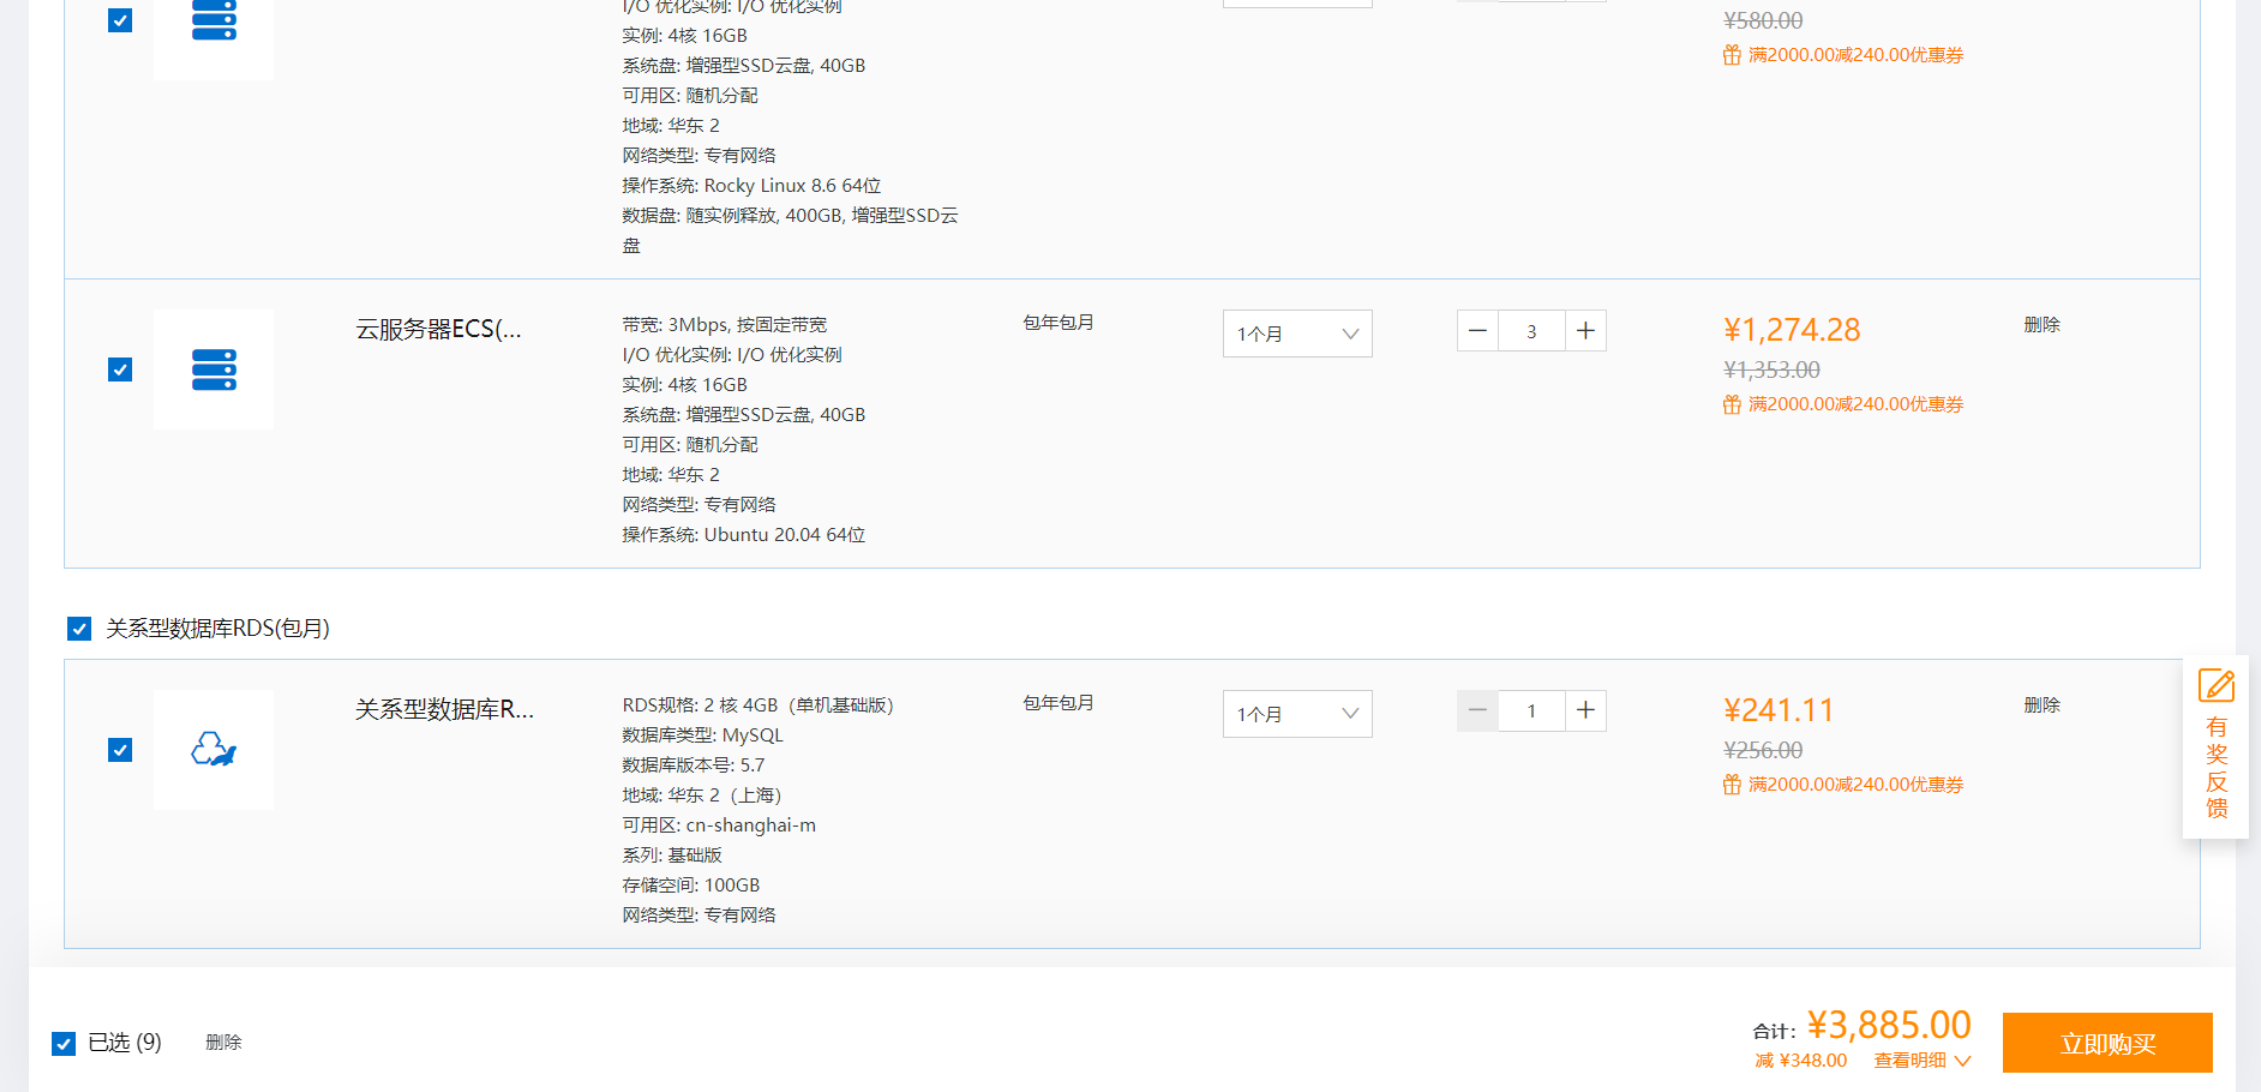 I/O 优化实例: I/O 优化实例
实例: 4核 16GB
系统盘: 增强型SSD云盘, 40GB
可用区: 随机分配
地域: 华东 2
网络类型: 专有网络
操作系统: Rocky Linux 8.6 64位
数据盘: 随实例释放, 400GB, 增强型SSD云
盘
¥580.00
满2000.00减240.00优惠券
云服务器ECS(...
带宽: 3Mbps, 按固定带宽
I/O 优化实例: I/O 优化实例
实例: 4核 16GB
系统盘: 增强型SSD云盘, 40GB
可用区: 随机分配
地域: 华东 2
网络类型: 专有网络
操作系统: Ubuntu 20.04 64位
包年包月
1个月
3
¥1,274.28
¥1,353.00
满2000.00减240.00优惠券
删除
关系型数据库RDS(包月)
关系型数据库R...
RDS规格: 2 核 4GB（单机基础版）
数据库类型: MySQL
数据库版本号: 5.7
地域: 华东 2（上海）
可用区: cn-shanghai-m
系列: 基础版
存储空间: 100GB
网络类型: 专有网络
包年包月
1个月
1
¥241.11
¥256.00
满2000.00减240.00优惠券
删除
有
奖
反
馈
已选 (9)
删除
合计: ¥3,885.00
减 ¥348.00 查看明细
立即购买